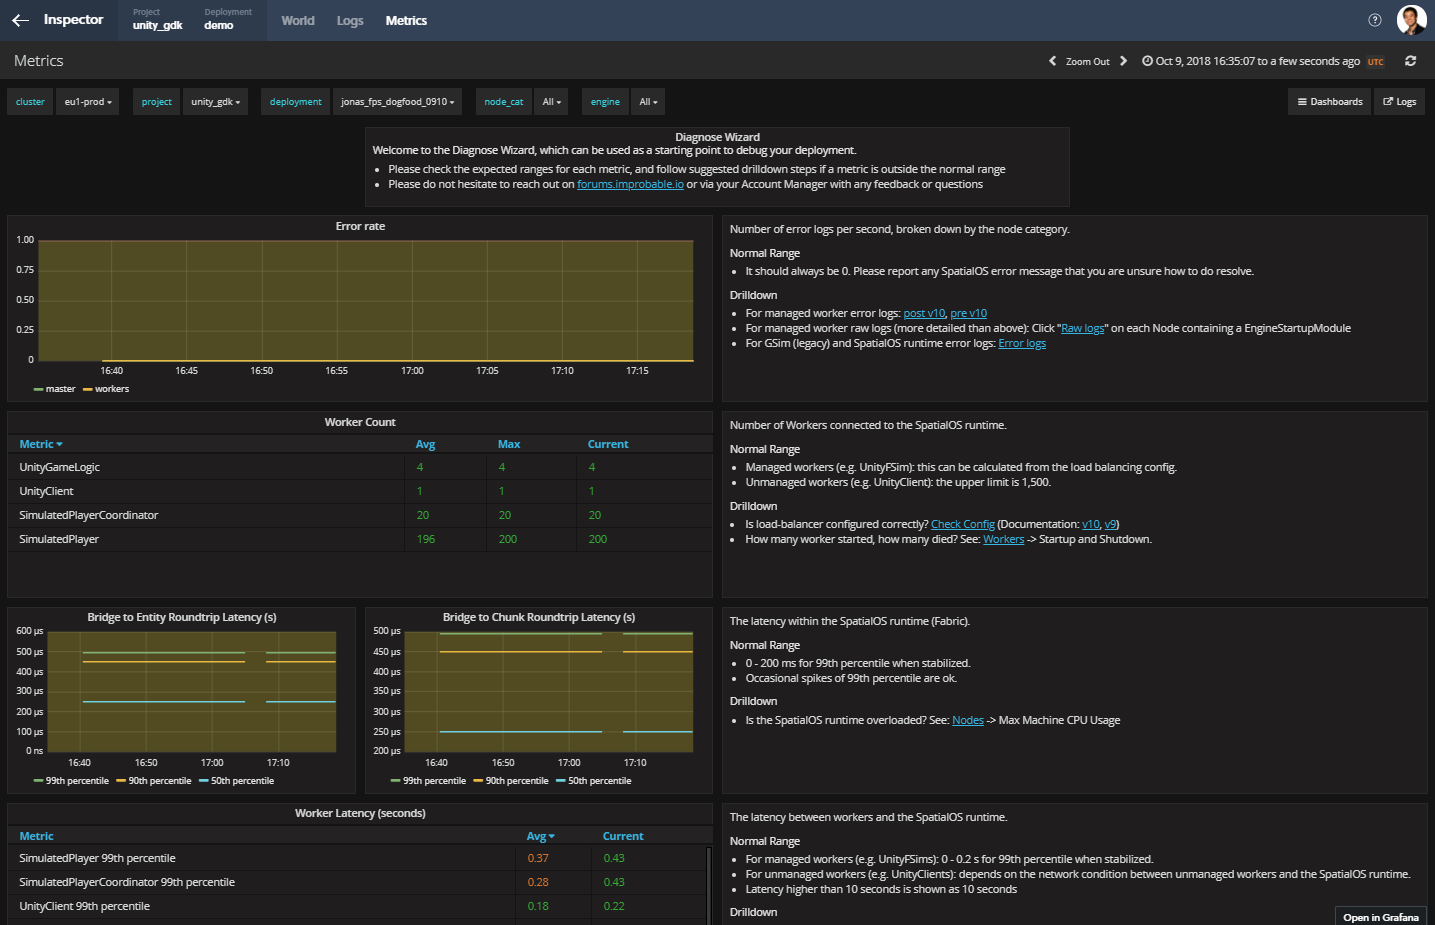 Inspector
Project
unity_gdk
Deployment
demo
World
Logs
Metrics
Metrics
Zoom Out
Oct 9, 2018 16:35:07 to a few seconds ago UTC
cluster eu1-prod
project unity_gdk
deployment jonas_fps_dogfood_0910
node_cat All
engine All
Dashboards
Logs
Diagnose Wizard
Welcome to the Diagnose Wizard, which can be used as a starting point to debug your deployment.
• Please check the expected ranges for each metric, and follow suggested drilldown steps if a metric is outside the normal range
• Please do not hesitate to reach out on forums.improbable.io or via your Account Manager with any feedback or questions
Error rate
1.00
0.75
0.50
0.25
0
16:40 16:45 16:50 16:55 17:00 17:05 17:10 17:15
master workers
Number of error logs per second, broken down by the node category.
Normal Range
• It should always be 0. Please report any SpatialOS error message that you are unsure how to do resolve.
Drilldown
• For managed worker error logs: post v10, pre v10
• For managed worker raw logs (more detailed than above): Click "Raw logs" on each Node containing a EngineStartupModule
• For GSim (legacy) and SpatialOS runtime error logs: Error logs
Worker Count
Metric Avg Max Current
UnityGameLogic 4 4 4
UnityClient 1 1 1
SimulatedPlayerCoordinator 20 20 20
SimulatedPlayer 196 200 200
Number of Workers connected to the SpatialOS runtime.
Normal Range
• Managed workers (e.g. UnityFSim): this can be calculated from the load balancing config.
• Unmanaged workers (e.g. UnityClient): the upper limit is 1,500.
Drilldown
• Is load-balancer configured correctly? Check Config (Documentation: v10, v9)
• How many worker started, how many died? See: Workers -> Startup and Shutdown.
Bridge to Entity Roundtrip Latency (s)
600 µs
500 µs
400 µs
300 µs
200 µs
100 µs
0 ns
16:40 16:50 17:00 17:10
99th percentile 90th percentile 50th percentile
Bridge to Chunk Roundtrip Latency (s)
500 µs
450 µs
400 µs
350 µs
300 µs
250 µs
200 µs
16:40 16:50 17:00 17:10
99th percentile 90th percentile 50th percentile
The latency within the SpatialOS runtime (Fabric).
Normal Range
• 0 - 200 ms for 99th percentile when stabilized.
• Occasional spikes of 99th percentile are ok.
Drilldown
• Is the SpatialOS runtime overloaded? See: Nodes -> Max Machine CPU Usage
Worker Latency (seconds)
Metric Avg Current
SimulatedPlayer 99th percentile 0.37 0.43
SimulatedPlayerCoordinator 99th percentile 0.28 0.43
UnityClient 99th percentile 0.18 0.22
The latency between workers and the SpatialOS runtime.
Normal Range
• For managed workers (e.g. UnityFSims): 0 - 0.2 s for 99th percentile when stabilized.
• For unmanaged workers (e.g. UnityClients): depends on the network condition between unmanaged workers and the SpatialOS runtime.
• Latency higher than 10 seconds is shown as 10 seconds
Drilldown
Open in Grafana